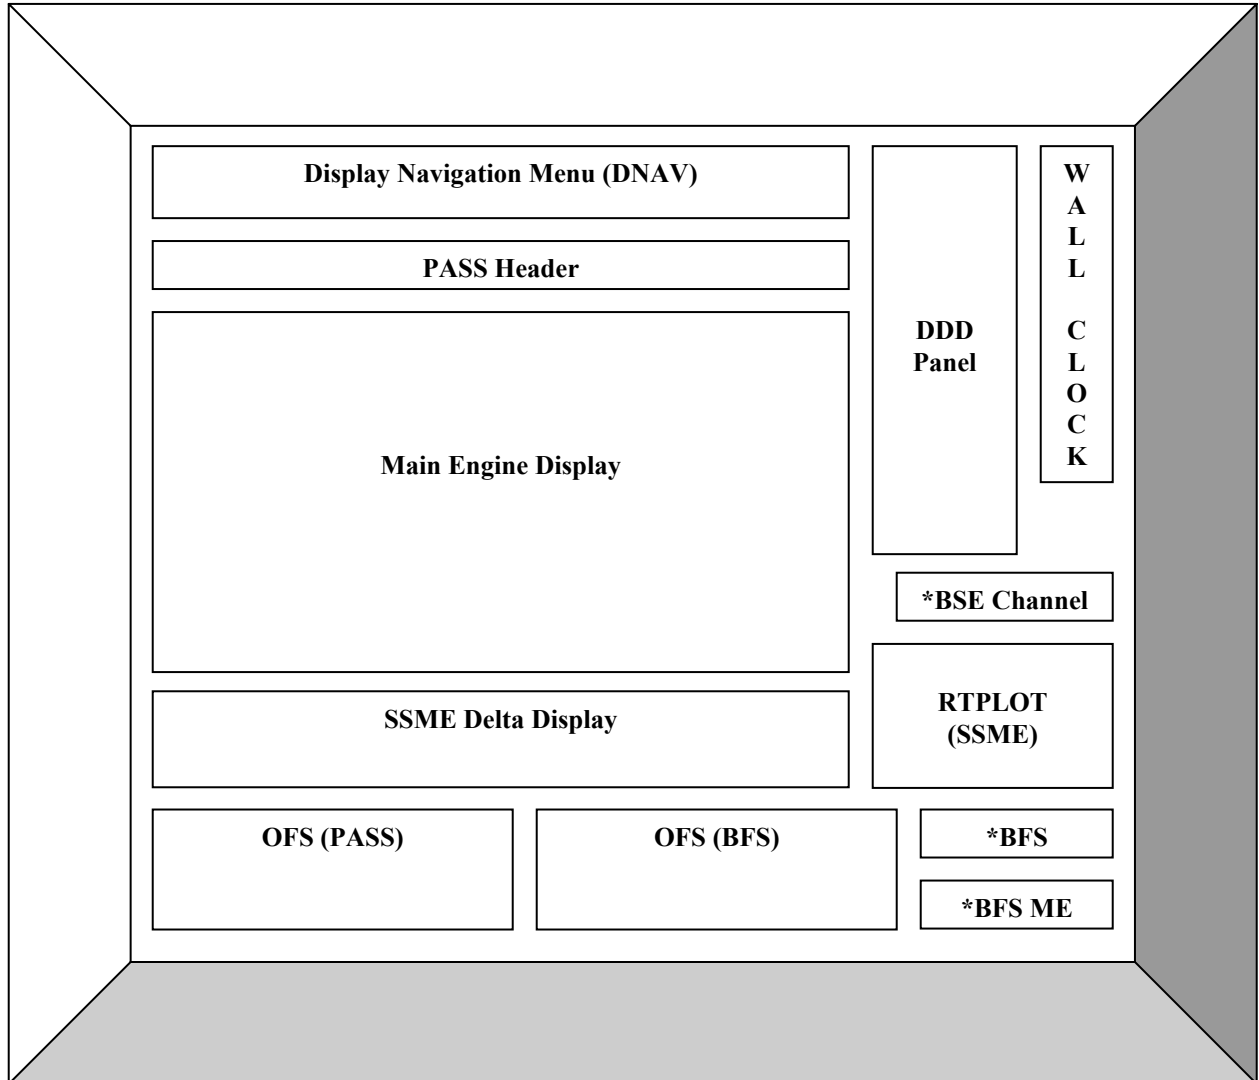 Display Navigation Menu (DNAV)
PASS Header
Main Engine Display
SSME Delta Display
OFS (PASS)
OFS (BFS)
DDD
Panel
W
A
L
L
C
L
O
C
K
*BSE Channel
RTPLOT
(SSME)
*BFS
*BFS ME